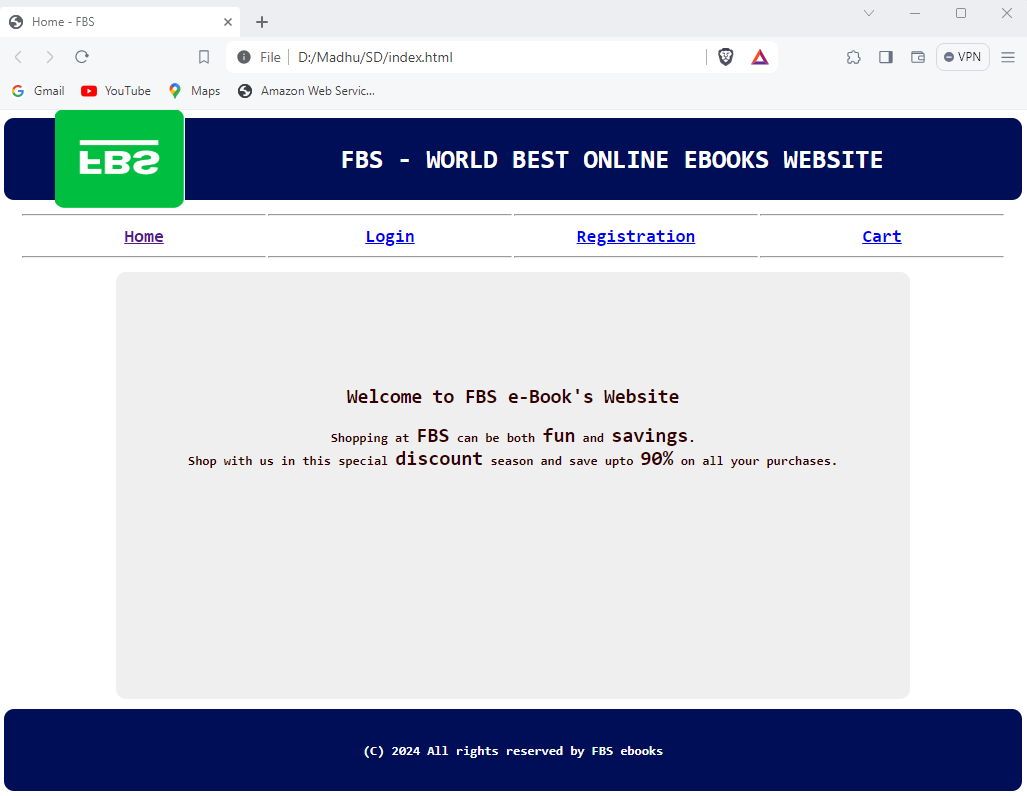 Home - FBS
File D:/Madhu/SD/index.html
VPN
Gmail YouTube Maps Amazon Web Servic...
FBS
FBS - WORLD BEST ONLINE EBOOKS WEBSITE
Home Login Registration Cart
Welcome to FBS e-Book's Website
Shopping at FBS can be both fun and savings.
Shop with us in this special discount season and save upto 90% on all your purchases.
(C) 2024 All rights reserved by FBS ebooks